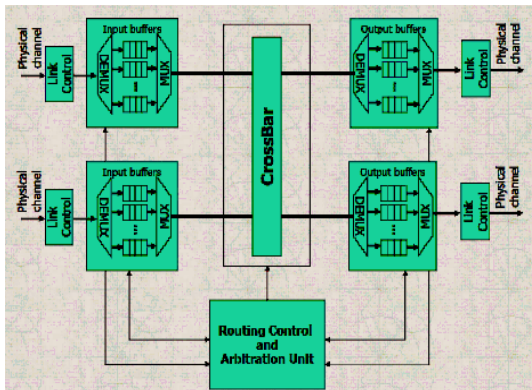 Physical
channel
Link
Control
Input buffers
DEMUX
...
MUX
CrossBar
Output buffers
DEMUX
...
MUX
Link
Control
Physical
channel
Physical
channel
Link
Control
Input buffers
DEMUX
...
MUX
Output buffers
DEMUX
...
MUX
Link
Control
Physical
channel
Routing Control
and
Arbitration Unit